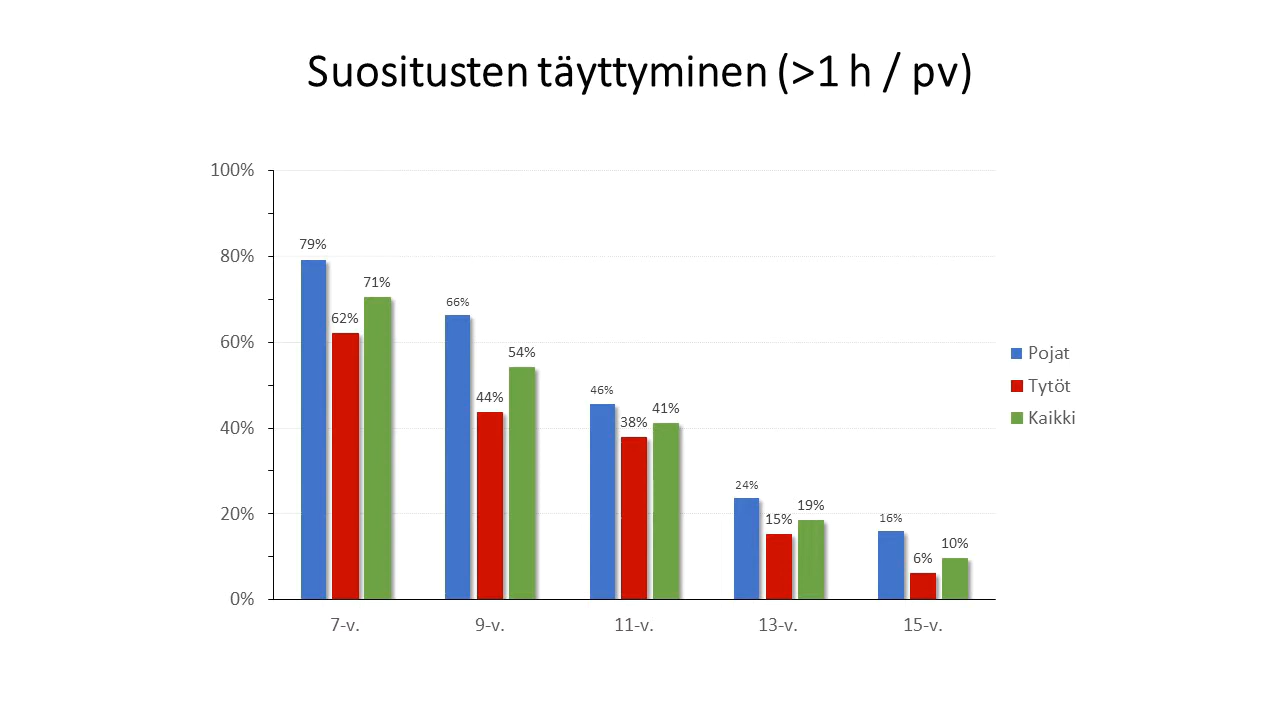 Suositusten täyttyminen (>1 h / pv)
100%
80%
60%
40%
20%
0%
79%
62%
71%
66%
44%
54%
46%
38%
41%
24%
15%
19%
16%
6%
10%
7-v.
9-v.
11-v.
13-v.
15-v.
Pojat
Tytöt
Kaikki